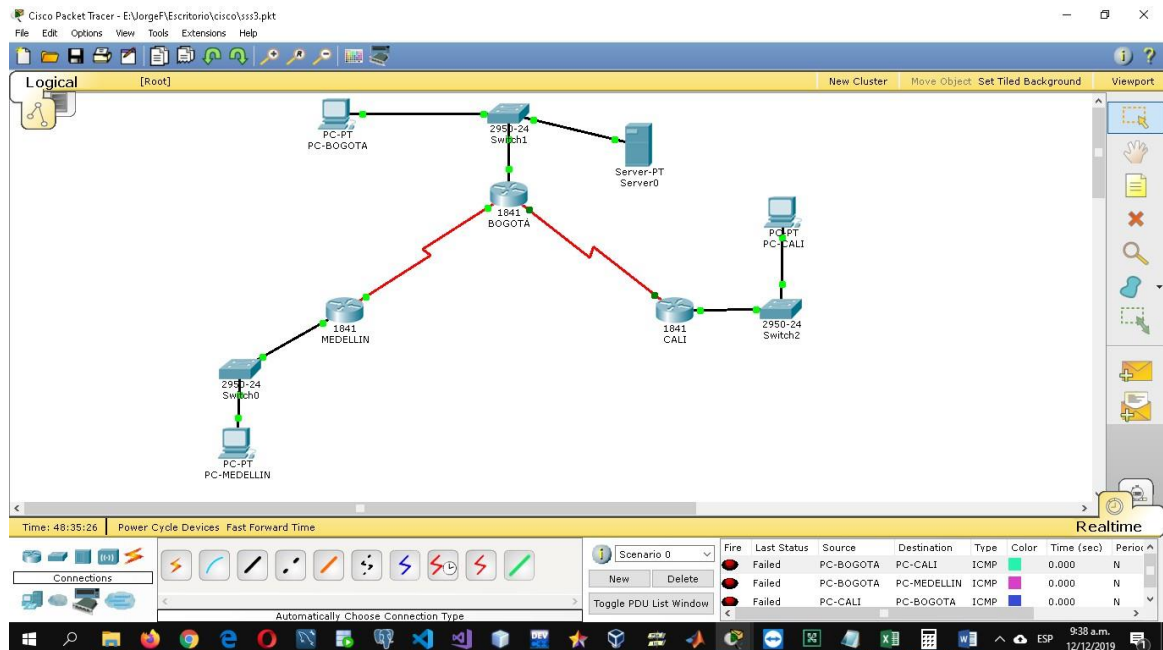 Cisco Packet Tracer - E:\JorgeF\Escritorio\cisco\sss3.pkt
File Edit Options View Tools Extensions Help
Logical [Root] New Cluster Move Object Set Tiled Background Viewport
PC-PT
PC-BOGOTA
2950-24
Switch1
Server-PT
Server0
1841
BOGOTA
PC-PT
PC-CALI
1841
MEDELLIN
1841
CALI
2950-24
Switch2
2950-24
Switch0
PC-PT
PC-MEDELLIN
Time: 48:35:26 Power Cycle Devices Fast Forward Time Realtime
Connections
Automatically Choose Connection Type
Scenario 0
New Delete
Toggle PDU List Window
Fire Last Status Source Destination Type Color Time (sec) Perioc
Failed PC-BOGOTA PC-CALI ICMP 0.000 N
Failed PC-BOGOTA PC-MEDELLIN ICMP 0.000 N
Failed PC-CALI PC-BOGOTA ICMP 0.000 N
DEV
ESP
9:38 a.m.
12/12/2019